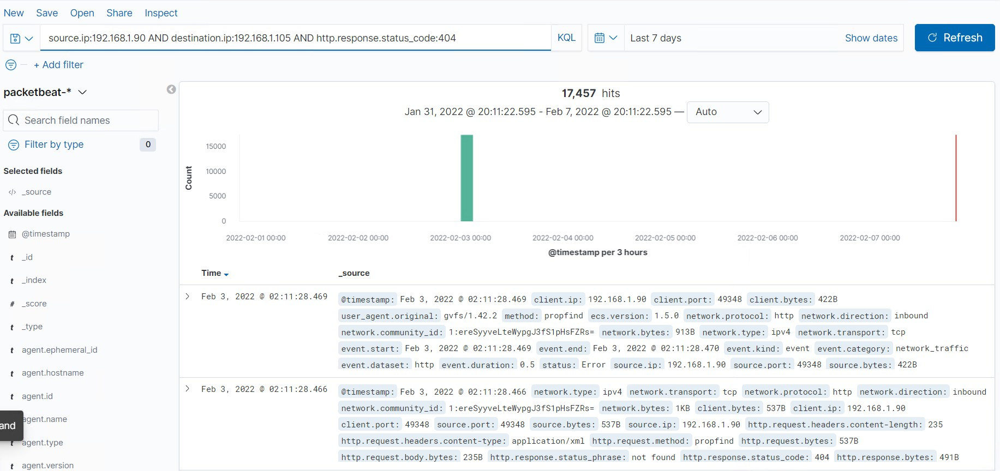 New Save Open Share Inspect
source.ip:192.168.1.90 AND destination.ip:192.168.1.105 AND http.response.status_code:404 KQL Last 7 days Show dates Refresh
+ Add filter
packetbeat-*
Search field names
Filter by type 0
Selected fields
</> _source
Available fields
@timestamp
t _id
t _index
# _score
t _type
t agent.ephemeral_id
t agent.hostname
t agent.id
agent.name
and
t agent.type
t agent.version
17,457 hits
Jan 31, 2022 @ 20:11:22.595 - Feb 7, 2022 @ 20:11:22.595 — Auto
Count
15000
10000
5000
0
2022-02-01 00:00 2022-02-02 00:00 2022-02-03 00:00 2022-02-04 00:00 2022-02-05 00:00 2022-02-06 00:00 2022-02-07 00:00
@timestamp per 3 hours
Time _source
Feb 3, 2022 @ 02:11:28.469 @timestamp: Feb 3, 2022 @ 02:11:28.469 client.ip: 192.168.1.90 client.port: 49348 client.bytes: 422B
user_agent.original: gvfs/1.42.2 method: propfind ecs.version: 1.5.0 network.protocol: http network.direction: inbound
network.community_id: 1:ereSyyveLteWypgJ3fS1pHsFZRs= network.bytes: 913B network.type: ipv4 network.transport: tcp
event.start: Feb 3, 2022 @ 02:11:28.469 event.end: Feb 3, 2022 @ 02:11:28.470 event.kind: event event.category: network_traffic
event.dataset: http event.duration: 0.5 status: Error source.ip: 192.168.1.90 source.port: 49348 source.bytes: 422B
Feb 3, 2022 @ 02:11:28.466 @timestamp: Feb 3, 2022 @ 02:11:28.466 network.type: ipv4 network.transport: tcp network.protocol: http network.direction: inbound
network.community_id: 1:ereSyyveLteWypgJ3fS1pHsFZRs= network.bytes: 1KB client.bytes: 537B client.ip: 192.168.1.90
client.port: 49348 source.port: 49348 source.bytes: 537B source.ip: 192.168.1.90 http.request.headers.content-length: 235
http.request.headers.content-type: application/xml http.request.method: propfind http.request.bytes: 537B
http.request.body.bytes: 235B http.response.status_phrase: not found http.response.status_code: 404 http.response.bytes: 491B